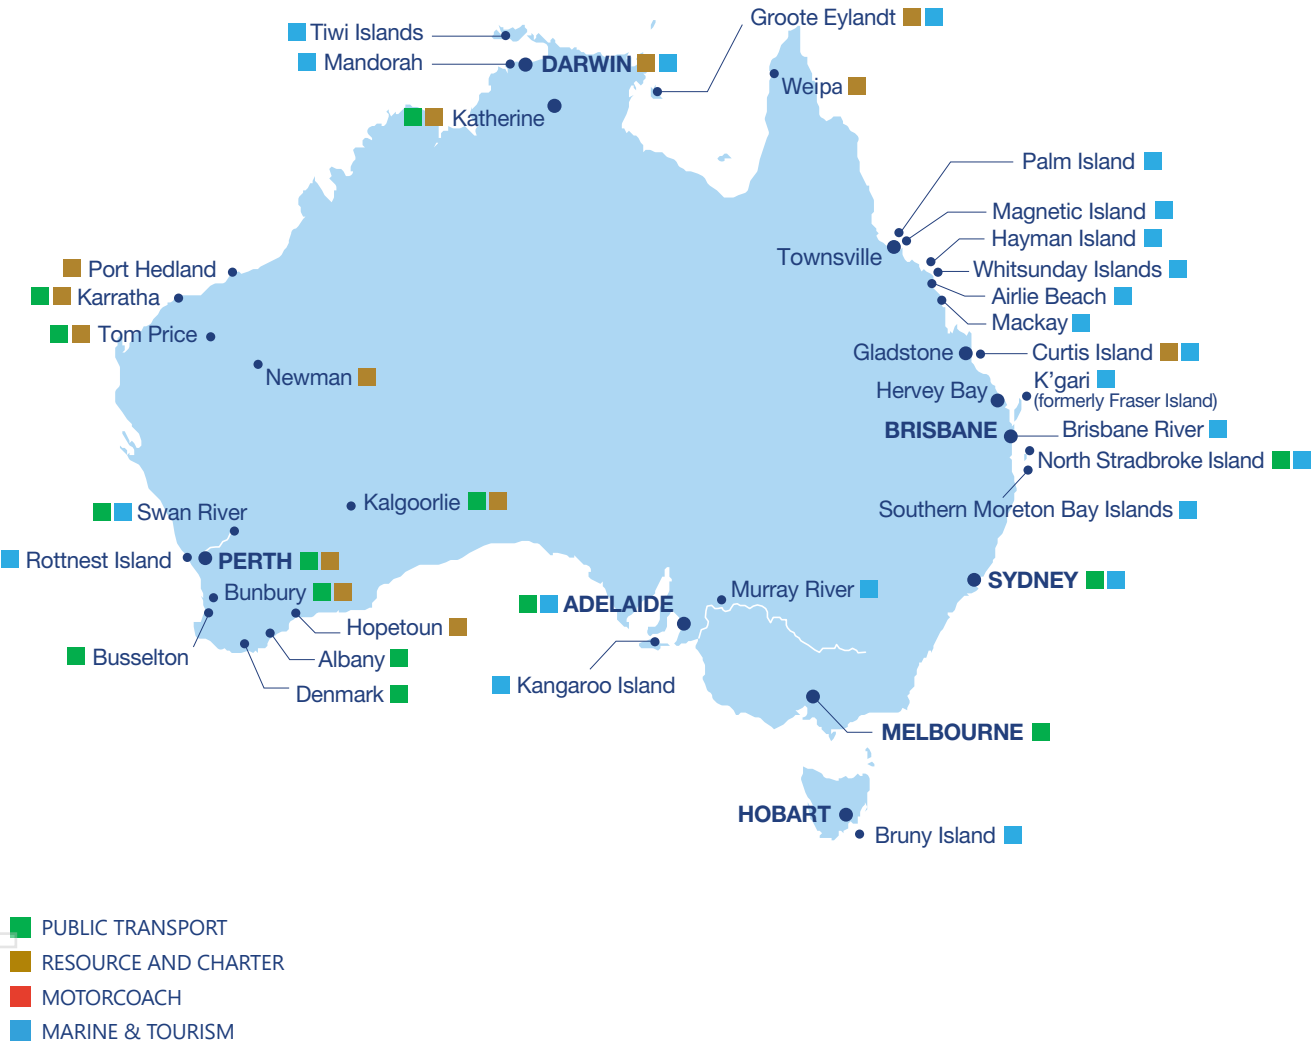 Groote Eylandt
Tiwi Islands
Mandorah
DARWIN
Weipa
Katherine
Palm Island
Magnetic Island
Hayman Island
Townsville
Whitsunday Islands
Port Hedland
Karratha
Airlie Beach
Mackay
Tom Price
Gladstone
Curtis Island
Newman
K’gari
Hervey Bay
(formerly Fraser Island)
BRISBANE
Brisbane River
North Stradbroke Island
Kalgoorlie
Swan River
Southern Moreton Bay Islands
Rottnest Island
PERTH
SYDNEY
Bunbury
Murray River
ADELAIDE
Hopetoun
Busselton
Albany
Kangaroo Island
Denmark
MELBOURNE
HOBART
Bruny Island
PUBLIC TRANSPORT
RESOURCE AND CHARTER
MOTORCOACH
MARINE & TOURISM